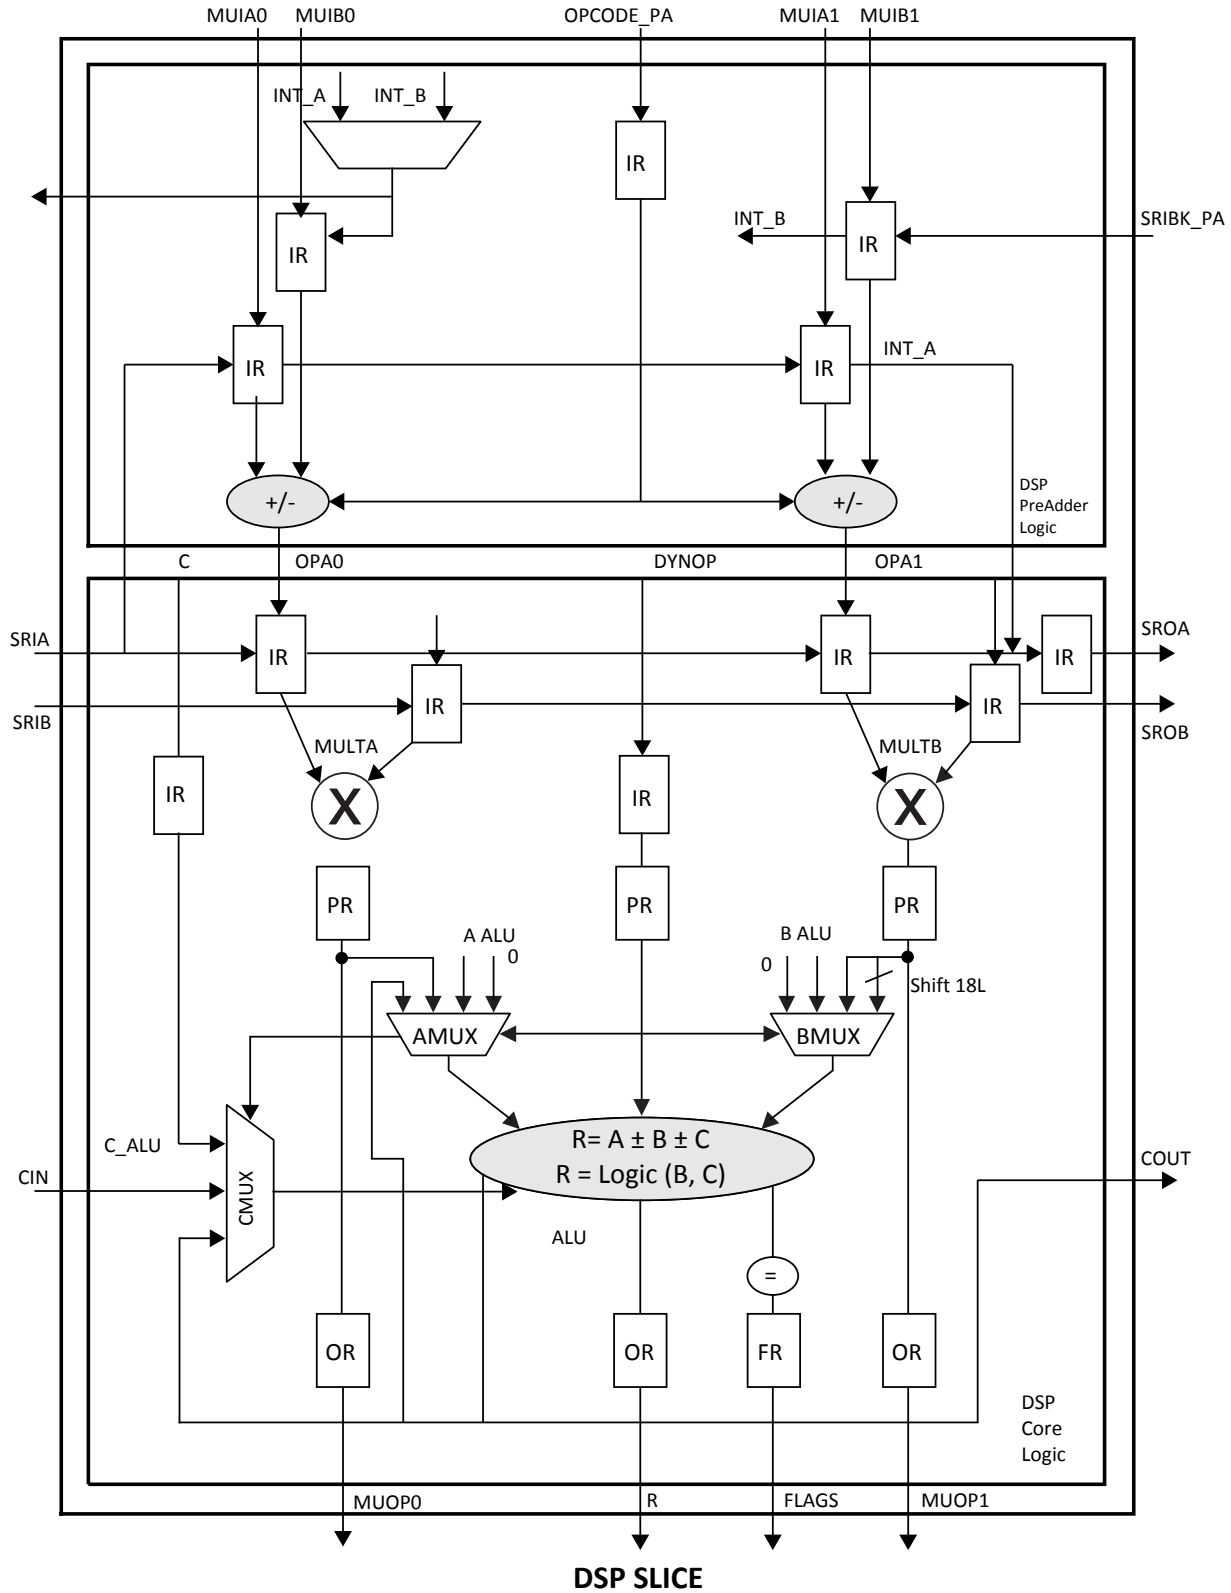 MUIA0
MUIB0
OPCODE_PA
MUIA1
MUIB1
INT_A
INT_B
IR
IR
INT_B
IR
SRIBK_PA
IR
IR
INT_A
+/-
+/-
DSP
PreAdder
Logic
C
OPA0
DYNOP
OPA1
SRIA
IR
IR
IR
SROA
SRIB
IR
IR
SROB
MULTA
MULTB
IR
X
IR
X
PR
PR
PR
A ALU
0
B ALU
0
Shift 18L
AMUX
BMUX
R= A ± B ± C
R = Logic (B, C)
C_ALU
CIN
CMUX
COUT
ALU
=
OR
OR
FR
OR
DSP
Core
Logic
MUOP0
R
FLAGS
MUOP1
DSP SLICE